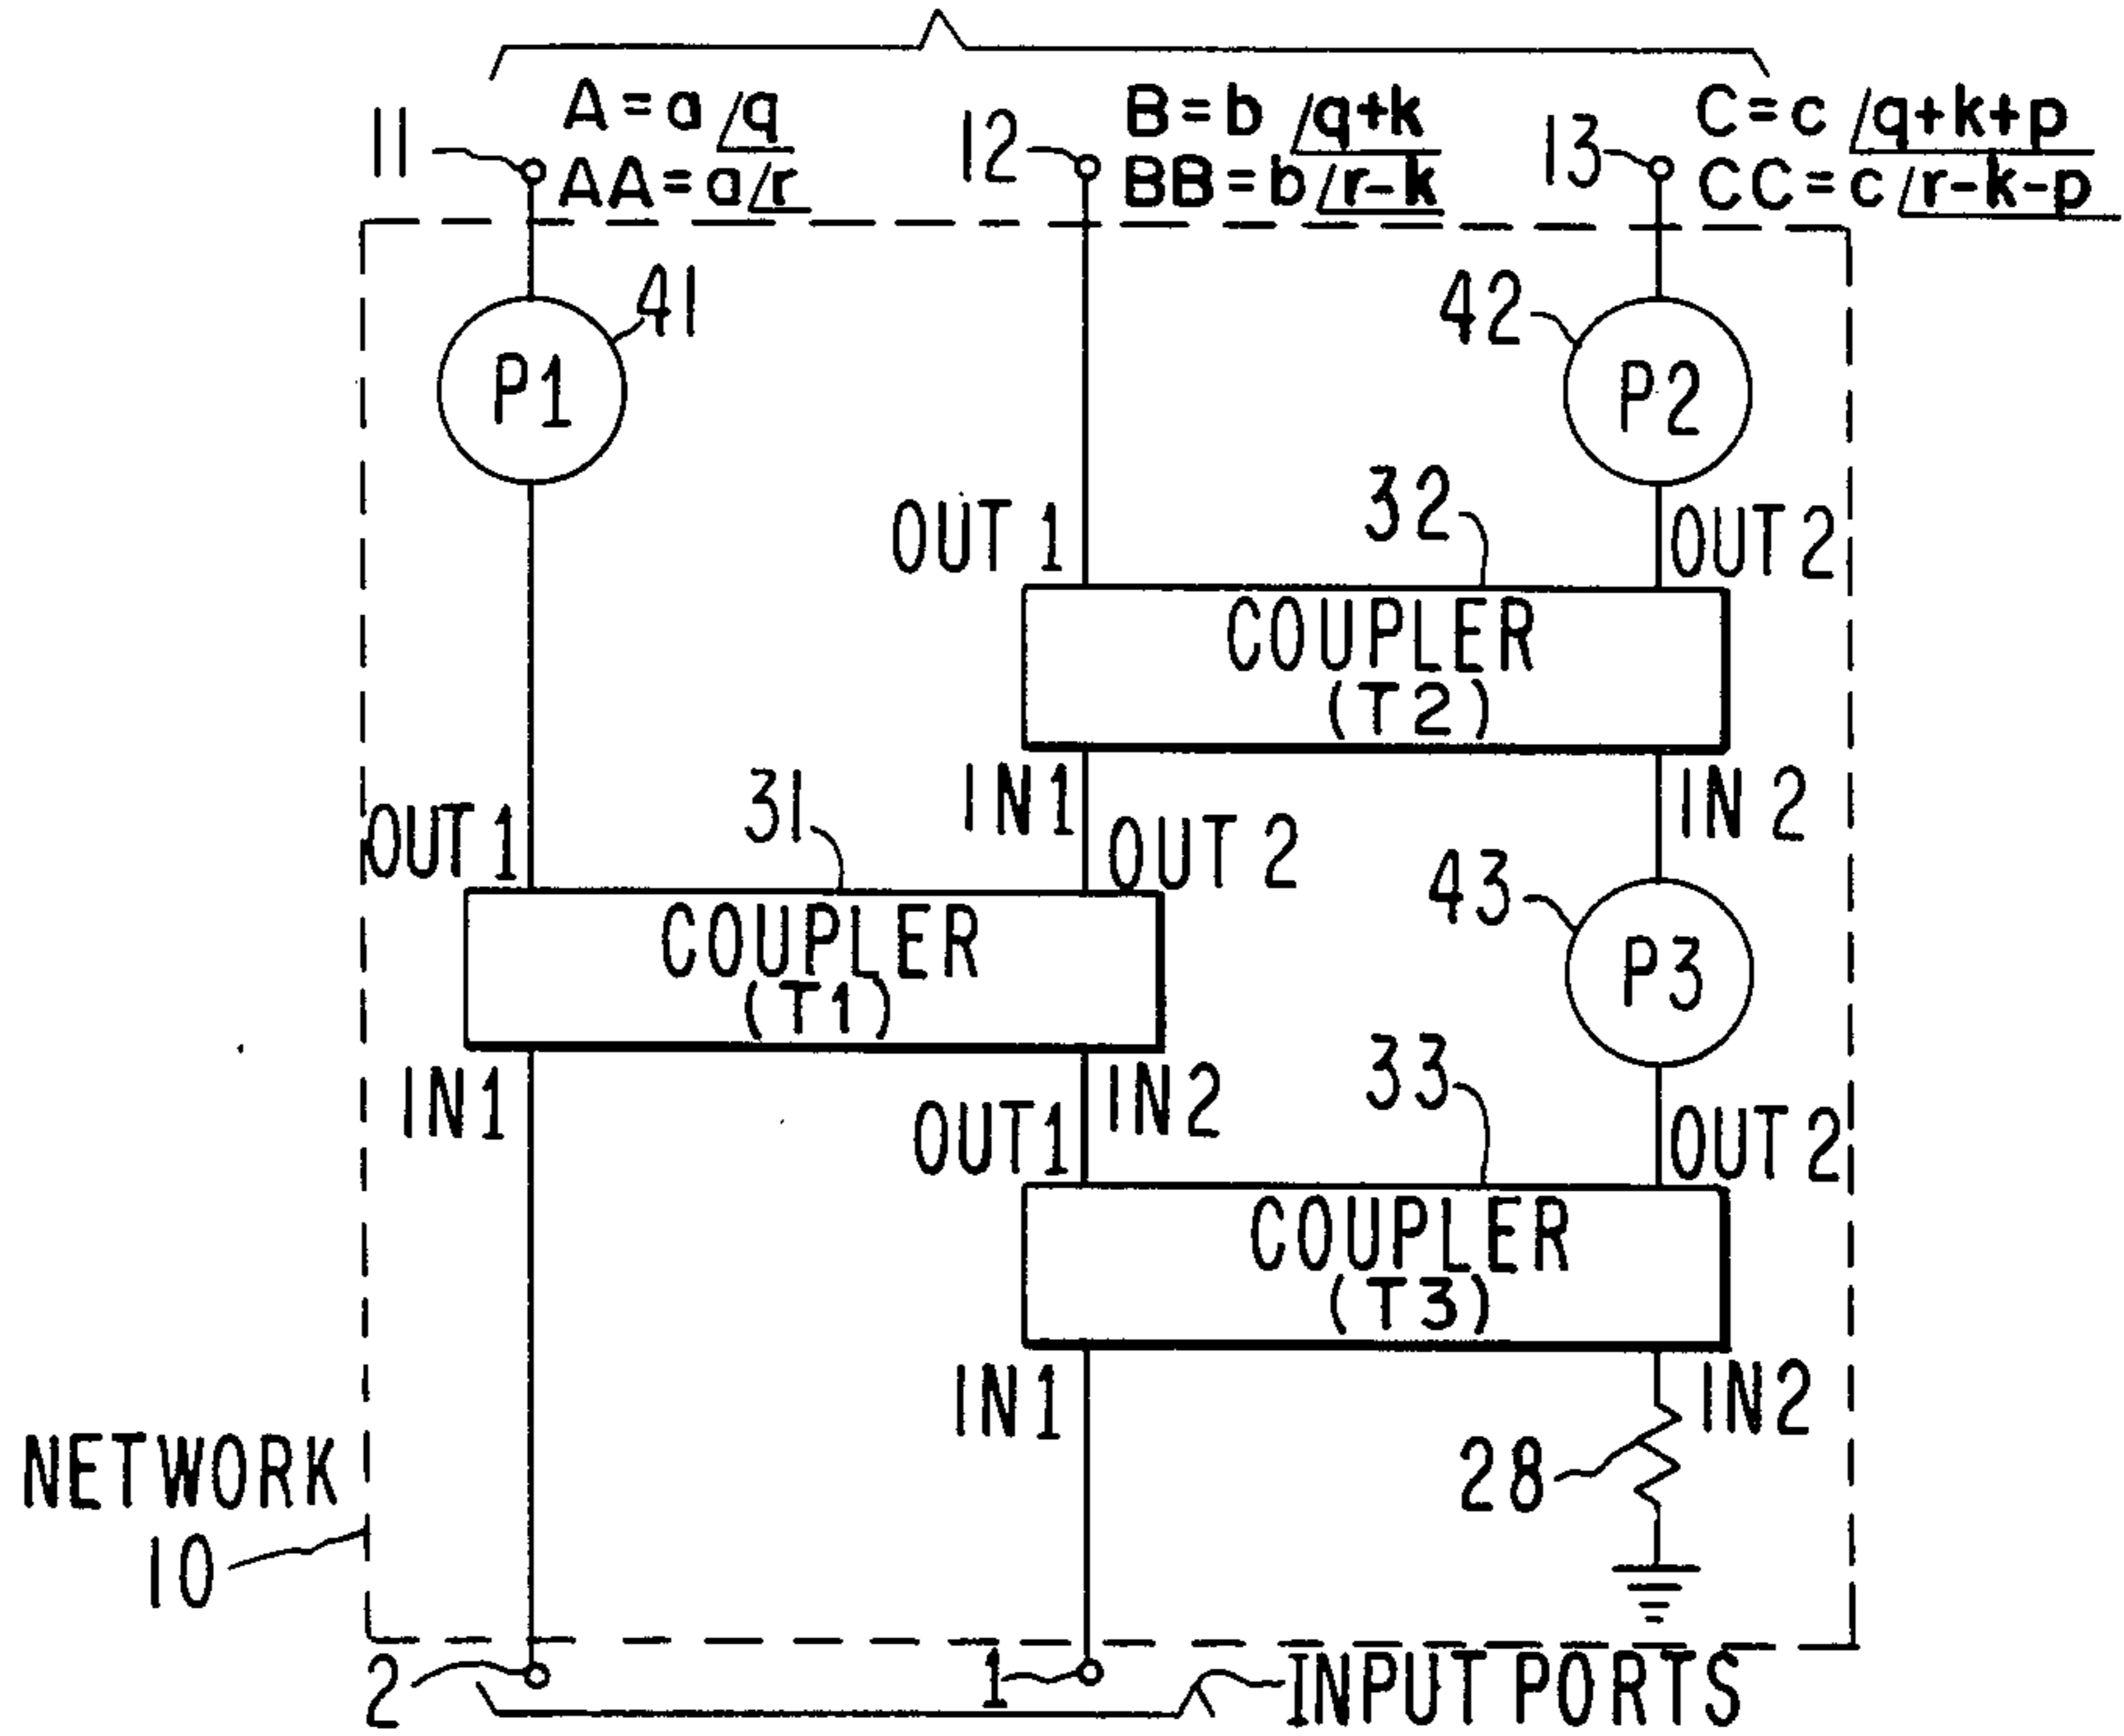 A=a/q
B=b/q+k
C=c/q+k+p
11
12
13
AA=a/r
BB=b/r-k
CC=c/r-k-p
41
42
P1
P2
32
OUT 1
OUT 2
COUPLER
(T2)
31
IN1
IN 2
OUT 1
OUT 2
43
COUPLER
(T1)
P3
33
IN1
IN2
OUT1
OUT 2
COUPLER
(T3)
IN1
IN2
28
NETWORK
10
2
1
INPUT PORTS